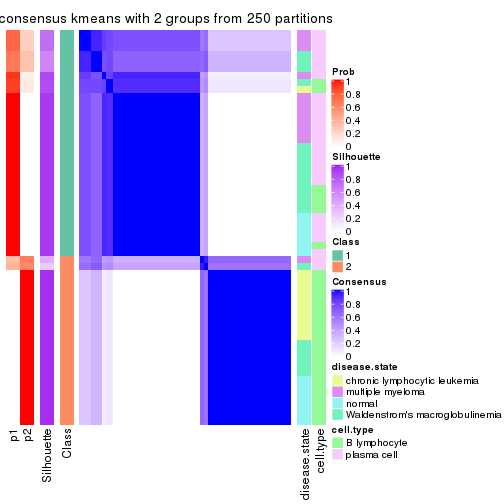 consensus kmeans with 2 groups from 250 partitions
Prob
1
0.8
0.6
0.4
0.2
0
Silhouette
1
0.8
0.6
0.4
0.2
0
Class
1
2
Consensus
1
0.8
0.6
0.4
0.2
0
disease.state
chronic lymphocytic leukemia
multiple myeloma
normal
Waldenstrom's macroglobulinemia
cell.type
B lymphocyte
plasma cell
p1
p2
Silhouette
Class
disease.state
cell.type